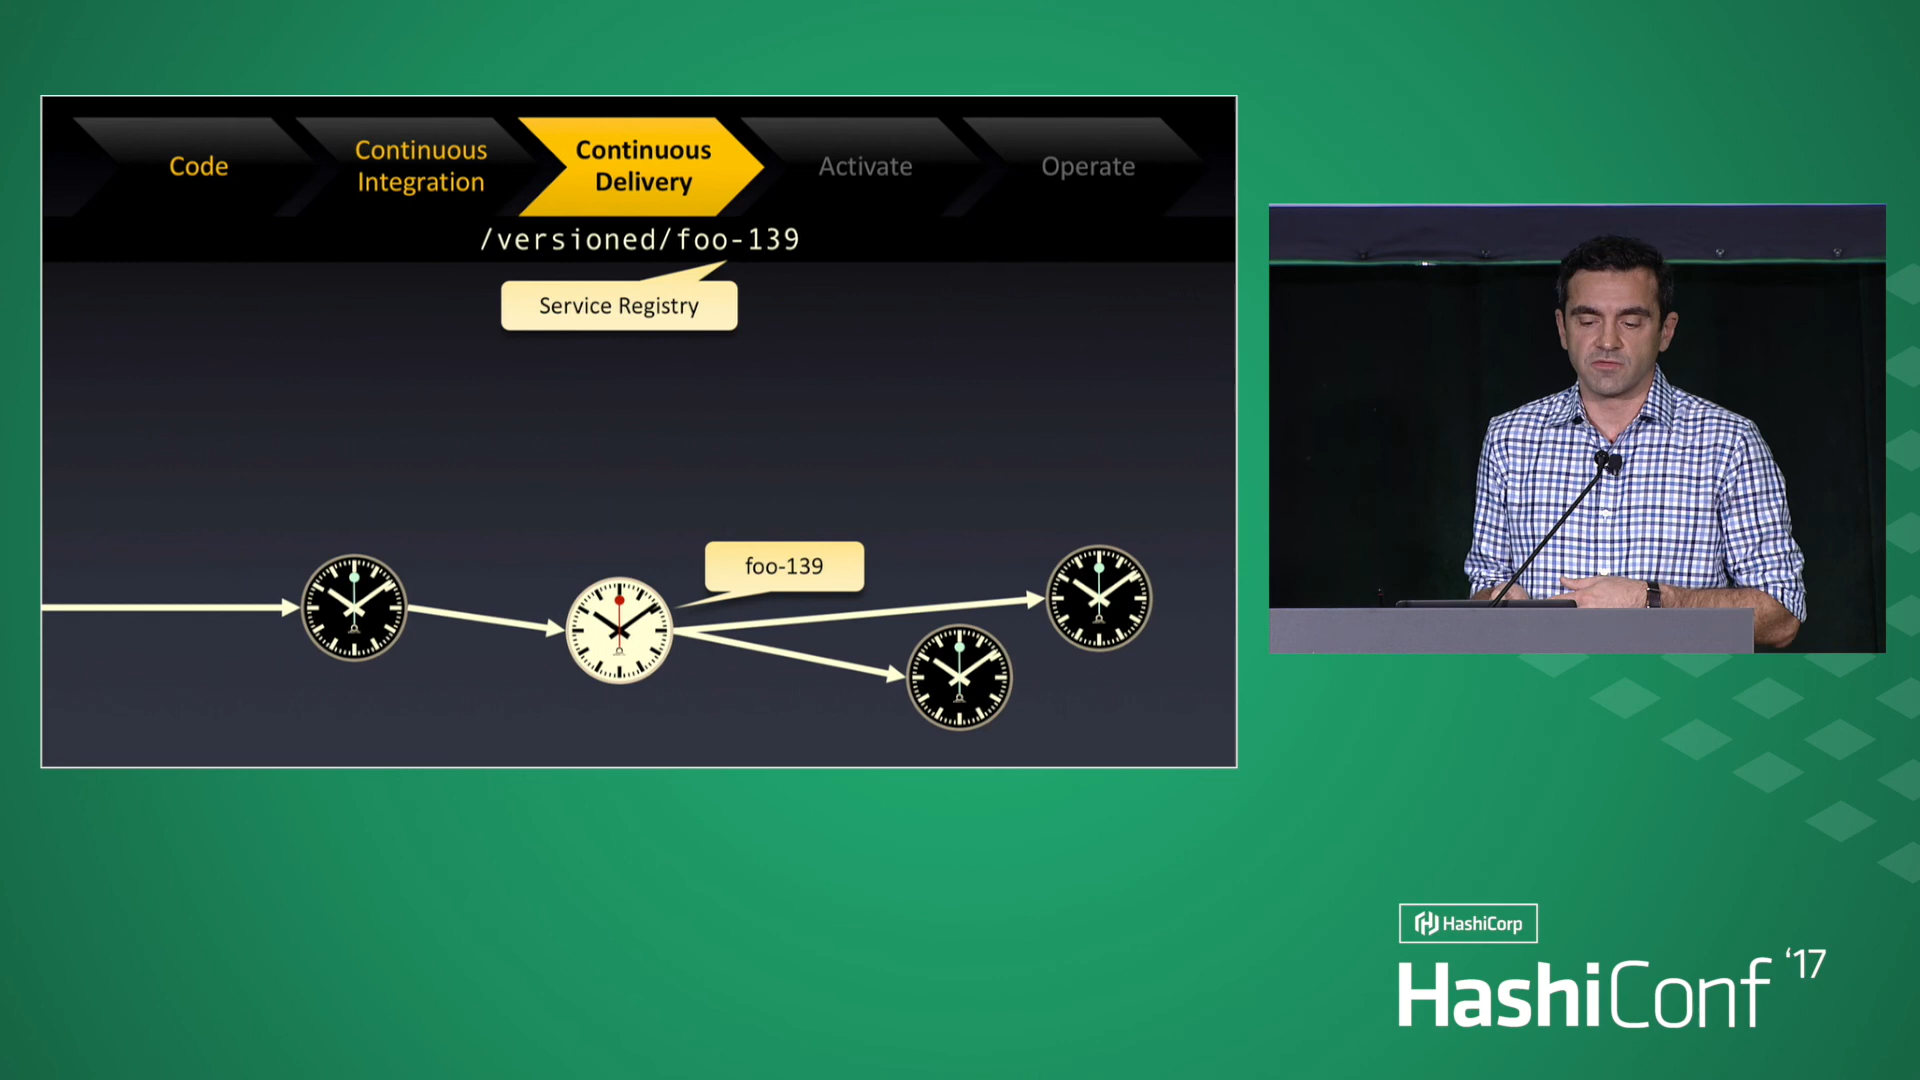 Code
Continuous
Integration
Continuous
Delivery
Activate
Operate
/versioned/foo-139
Service Registry
foo-139
HashiCorp
HashiConf '17